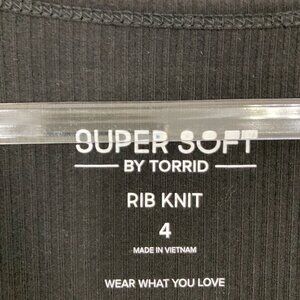 SUPER SOFT
BY TORRID
RIB KNIT
4
MADE IN VIETNAM
WEAR WHAT YOU LOVE